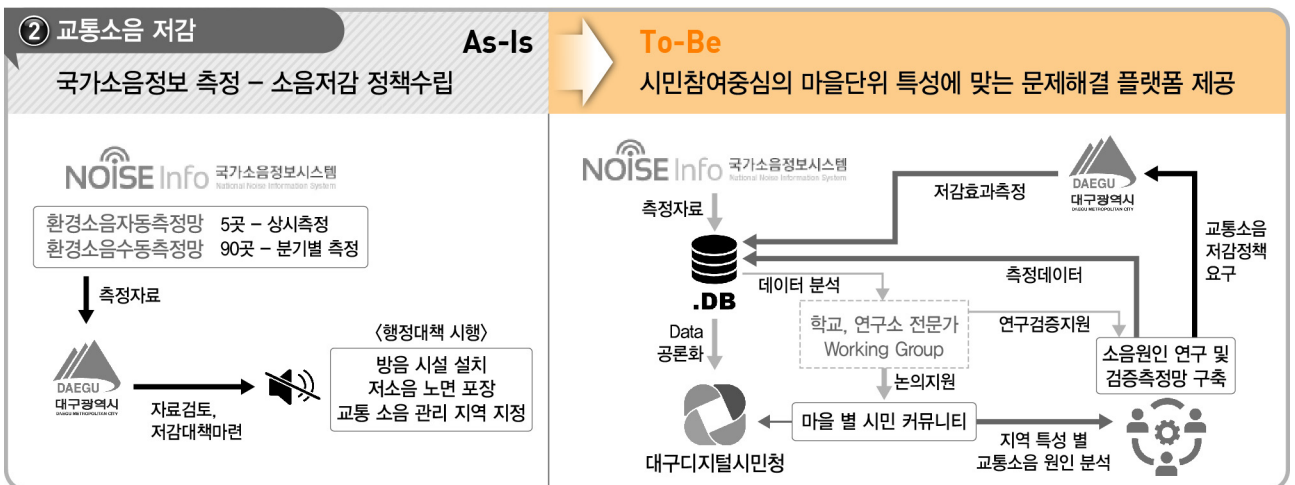 ② 교통소음 저감
As-Is
국가소음정보 측정 – 소음저감 정책수립
To-Be
시민참여중심의 마을단위 특성에 맞는 문제해결 플랫폼 제공
NOISE Info 국가소음정보시스템
National Noise Information System
환경소음자동측정망 5곳 – 상시측정
환경소음수동측정망 90곳 – 분기별 측정
측정자료
DAEGU
대구광역시
DAEGU METROPOLITAN CITY
자료검토,
저감대책마련
〈행정대책 시행〉
방음 시설 설치
저소음 노면 포장
교통 소음 관리 지역 지정
NOISE Info 국가소음정보시스템
National Noise Information System
측정자료
저감효과측정
DAEGU
대구광역시
DAEGU METROPOLITAN CITY
교통소음
저감정책
요구
측정데이터
.DB
데이터 분석
학교, 연구소 전문가
Working Group
연구검증지원
소음원인 연구 및
검증측정망 구축
Data
공론화
논의지원
마을 별 시민 커뮤니티
지역 특성 별
교통소음 원인 분석
대구디지털시민청